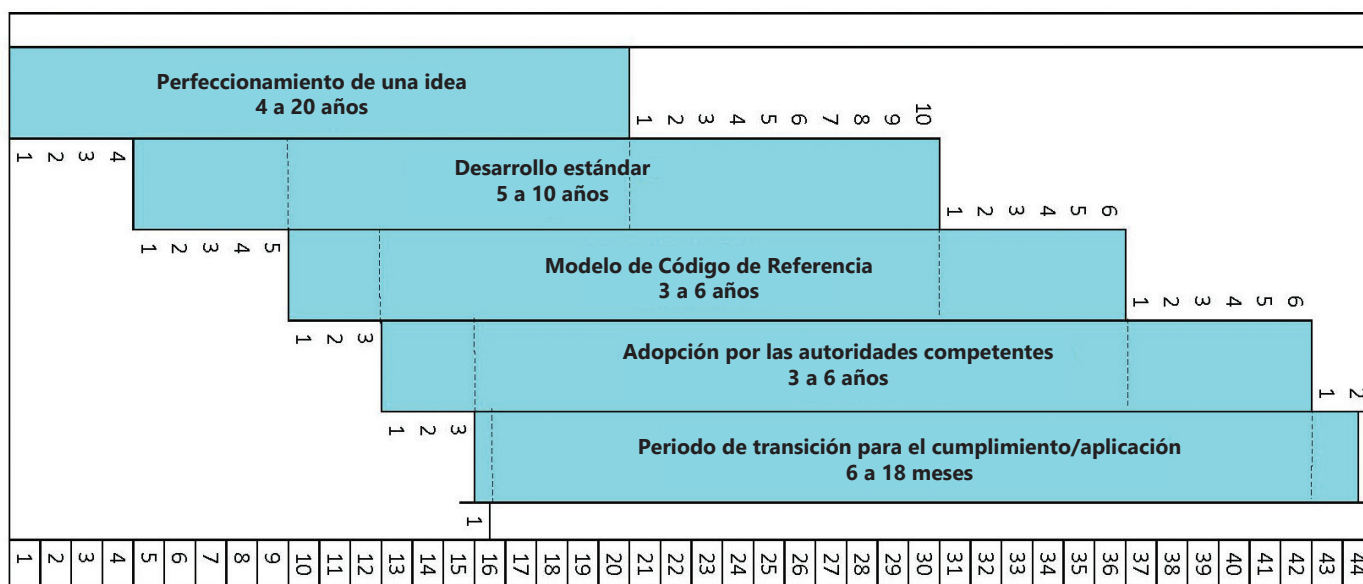 Perfeccionamiento de una idea
4 a 20 años
1 2 3 4 5 6 7 8 9 10
1 2 3 4
Desarrollo estándar
5 a 10 años
1 2 3 4 5 6
1 2 3 4 5
Modelo de Código de Referencia
3 a 6 años
1 2 3 4 5 6
1 2 3
Adopción por las autoridades competentes
3 a 6 años
1 2
1 2 3
Periodo de transición para el cumplimiento/aplicación
6 a 18 meses
1
1 2 3 4 5 6 7 8 9 10 11 12 13 14 15 16 17 18 19 20 21 22 23 24 25 26 27 28 29 30 31 32 33 34 35 36 37 38 39 40 41 42 43 44